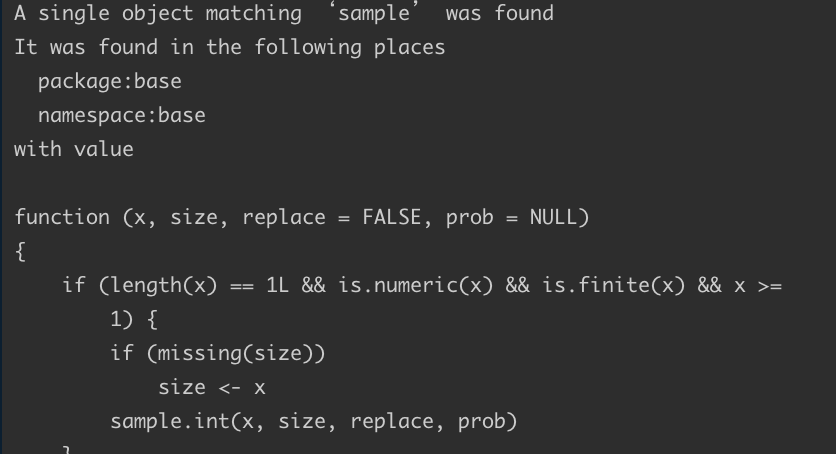 A single object matching ‘sample’ was found
It was found in the following places
  package:base
  namespace:base
with value

function (x, size, replace = FALSE, prob = NULL)
{
    if (length(x) == 1L && is.numeric(x) && is.finite(x) && x >=
        1) {
        if (missing(size))
            size <- x
        sample.int(x, size, replace, prob)
    }